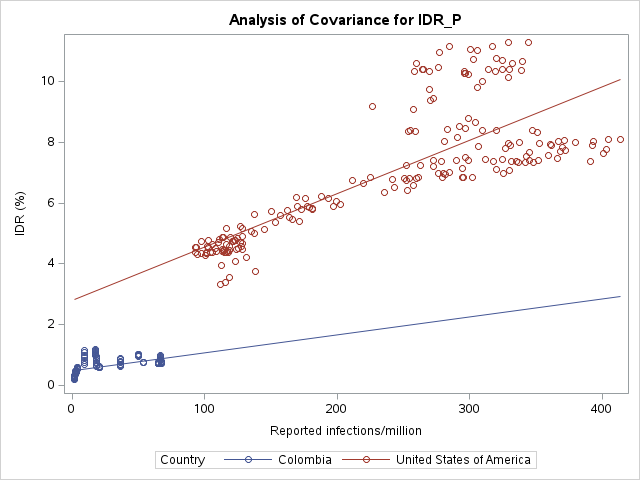 Analysis of Covariance for IDR_P
IDR (%)
10
8
6
4
2
0
0 100 200 300 400
Reported infections/million
Country Colombia United States of America